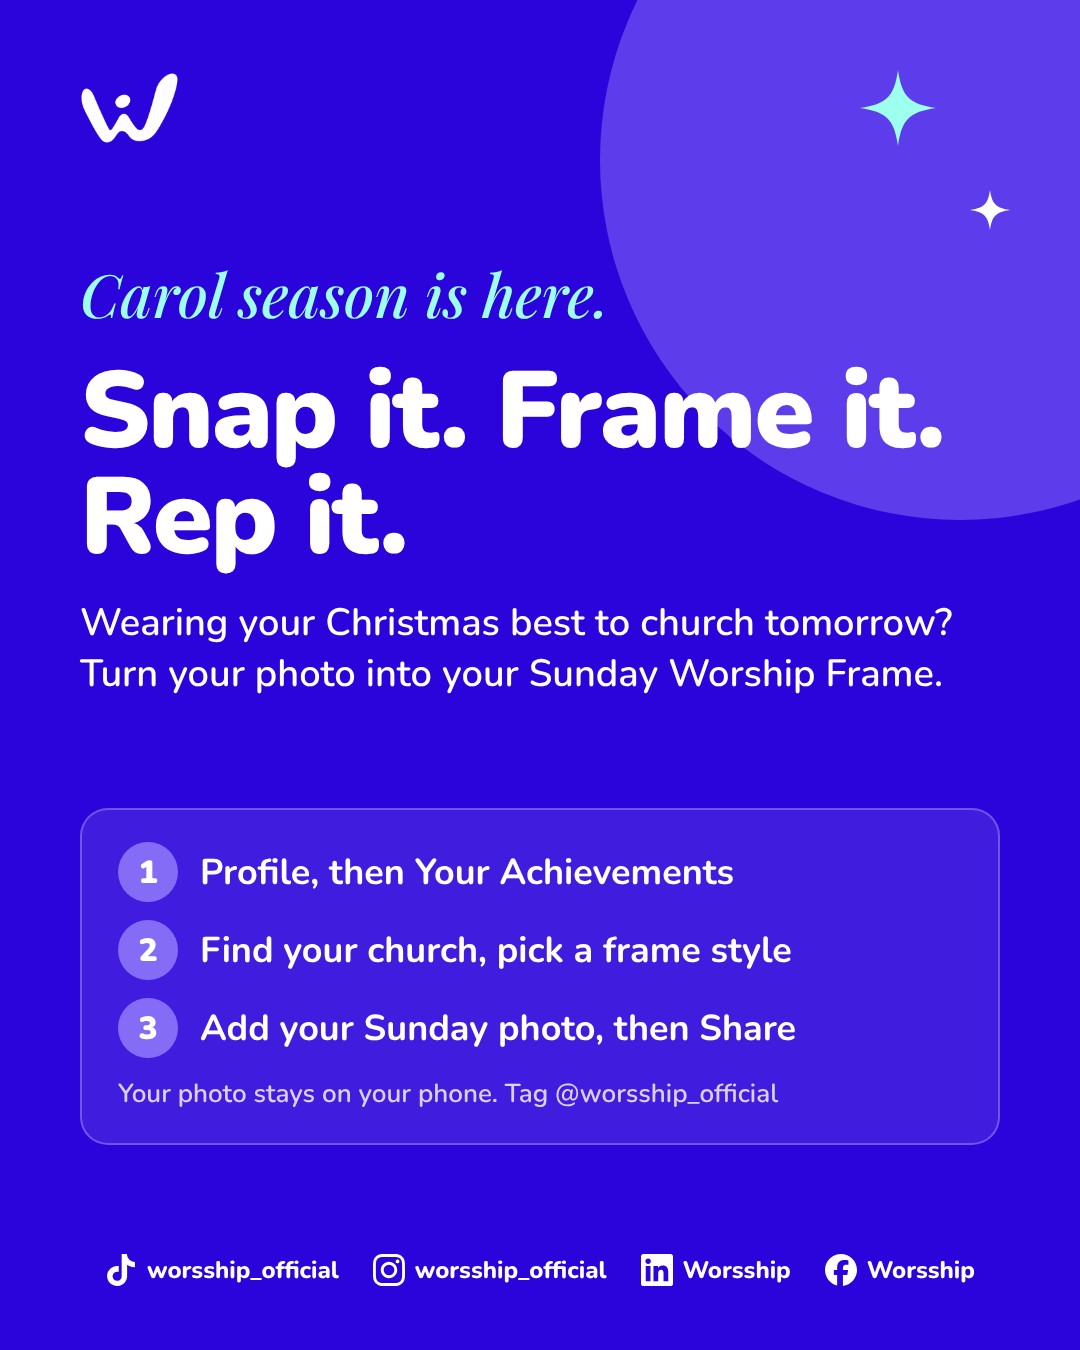 Carol season is here.
Snap it. Frame it.
Rep it.
Wearing your Christmas best to church tomorrow?
Turn your photo into your Sunday Worship Frame.
1 Profile, then Your Achievements
2 Find your church, pick a frame style
3 Add your Sunday photo, then Share
Your photo stays on your phone. Tag @worsship_official
worsship_official worsship_official Worsship Worsship